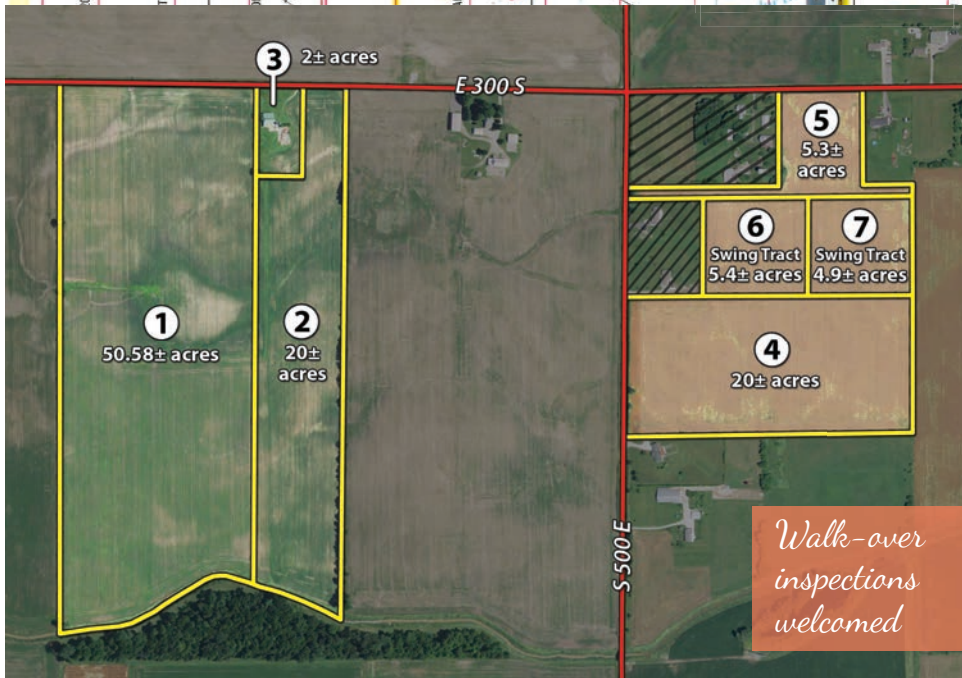 3 2± acres
E 300 S
5
5.3±
acres
6
Swing Tract
5.4± acres
7
Swing Tract
4.9± acres
1
50.58± acres
2
20±
acres
4
20± acres
S 500 E
Walk-over
inspections
welcomed